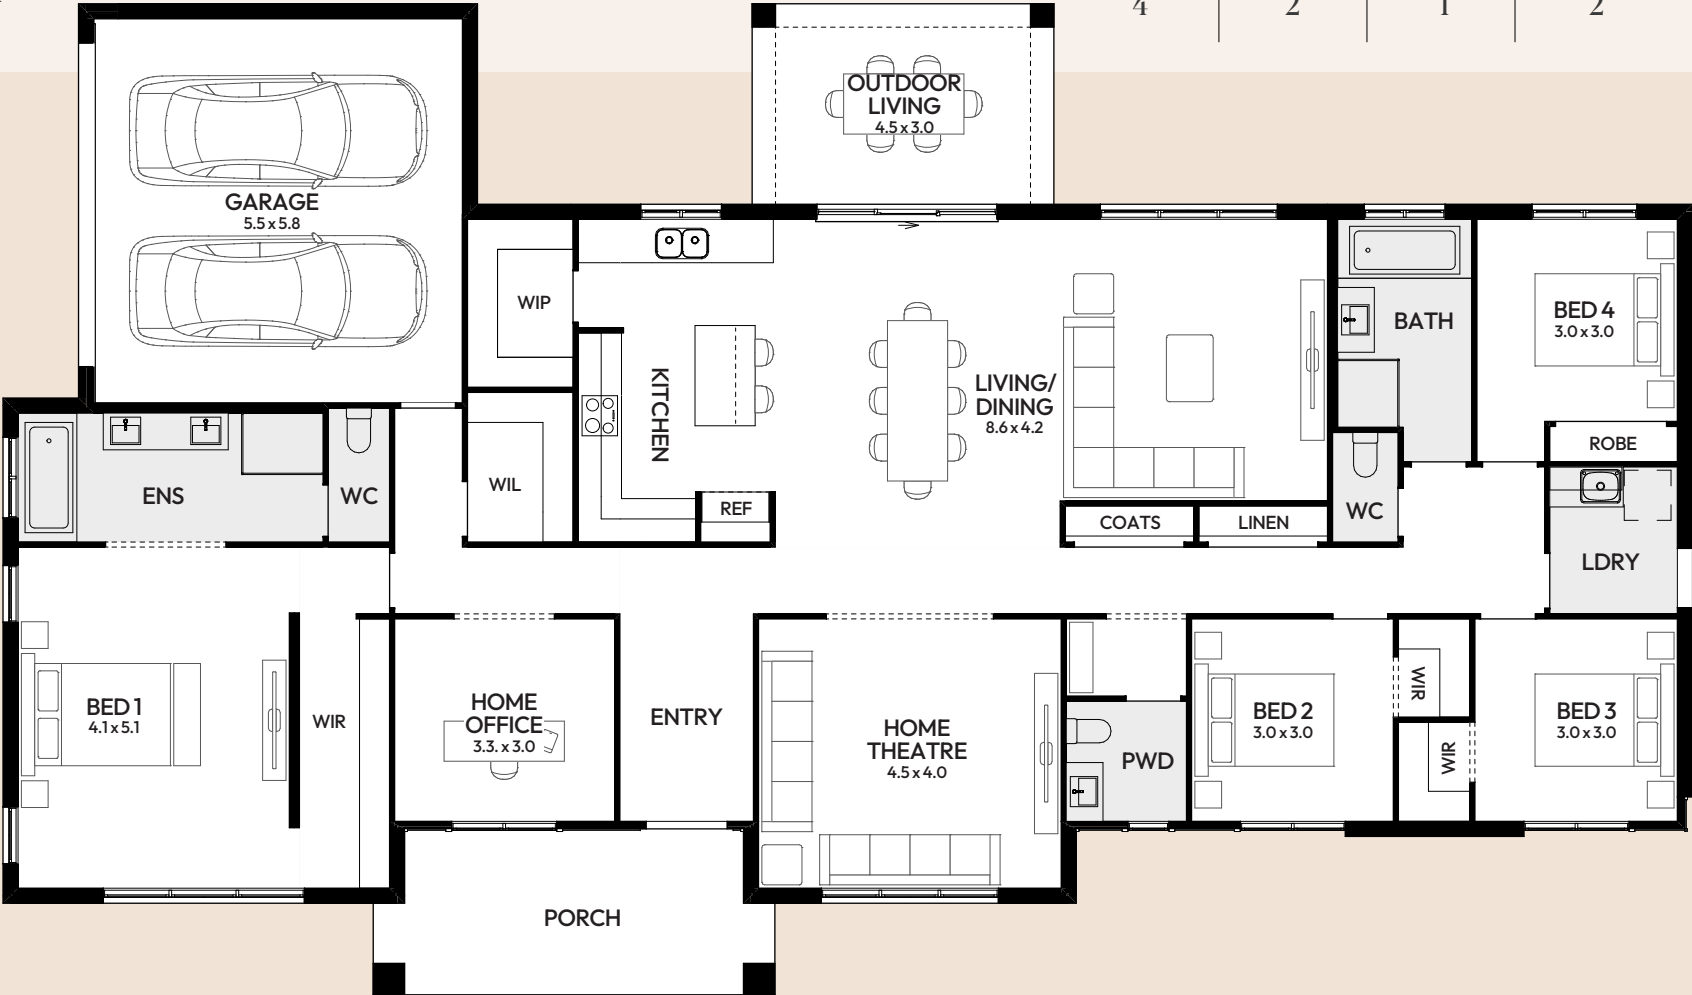 4 2 1 2
OUTDOOR
LIVING
4.5 x 3.0
GARAGE
5.5 x 5.8
WIP
KITCHEN
LIVING/
DINING
8.6 x 4.2
BATH
BED 4
3.0 x 3.0
ROBE
ENS
WC
WIL
REF
COATS
LINEN
WC
LDRY
BED 1
4.1 x 5.1
WIR
HOME
OFFICE
3.3. x 3.0
ENTRY
HOME
THEATRE
4.5 x 4.0
PWD
BED 2
3.0 x 3.0
WIR
WIR
BED 3
3.0 x 3.0
PORCH